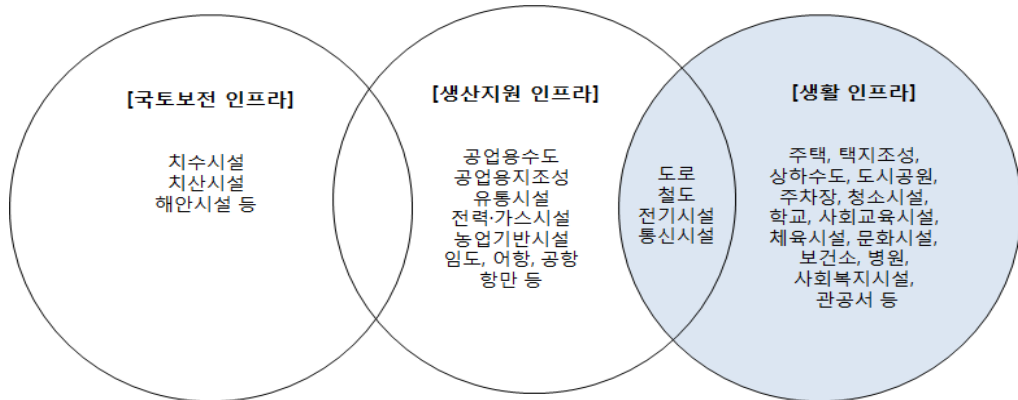 [국토보전 인프라]
치수시설
치산시설
해안시설 등
[생산지원 인프라]
공업용수도
공업용지조성
유통시설
전력·가스시설
농업기반시설
임도, 어항, 공항
항만 등
도로
철도
전기시설
통신시설
[생활 인프라]
주택, 택지조성,
상하수도, 도시공원,
주차장, 청소시설,
학교, 사회교육시설,
체육시설, 문화시설,
보건소, 병원,
사회복지시설,
관공서 등